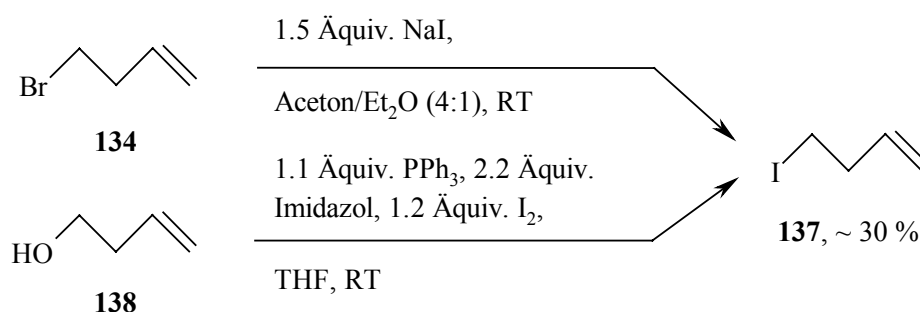 1.5 Äquiv. NaI,
Br
Aceton/Et₂O (4:1), RT
134
1.1 Äquiv. PPh₃, 2.2 Äquiv.
Imidazol, 1.2 Äquiv. I₂,
I
137, ~ 30 %
HO
THF, RT
138